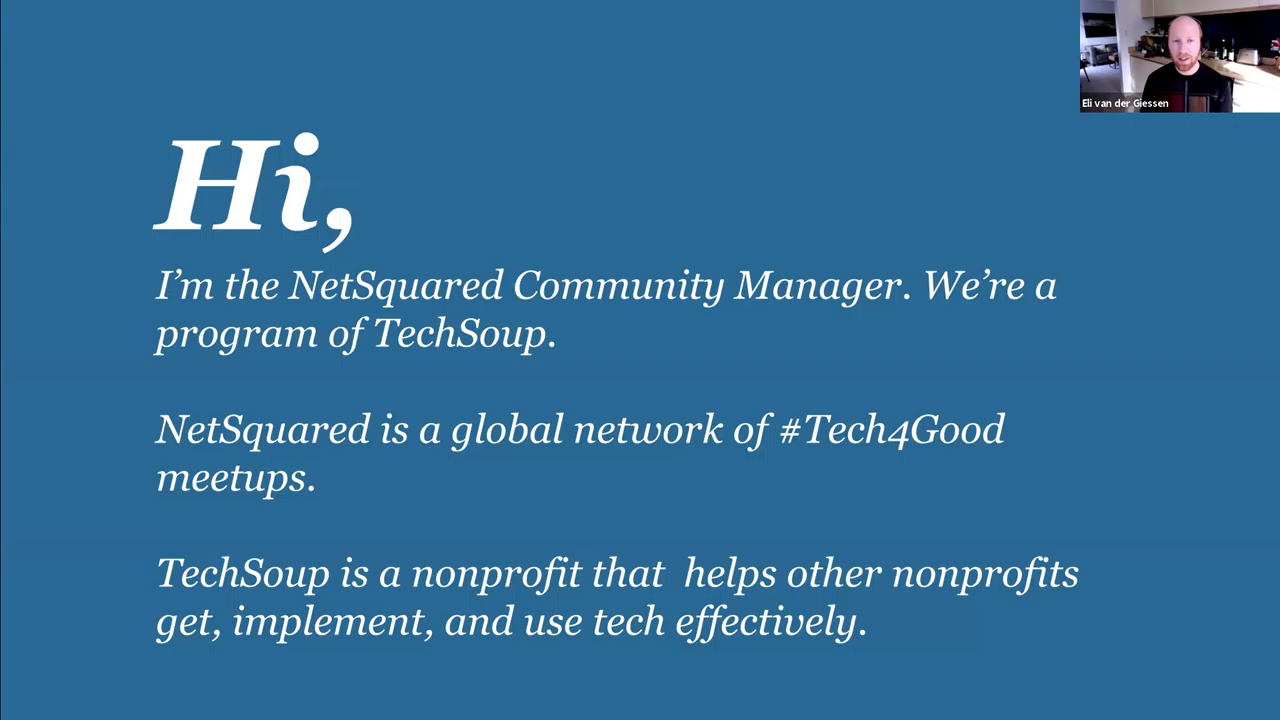 Eli van der Giessen
Hi,
I’m the NetSquared Community Manager. We’re a
program of TechSoup.
NetSquared is a global network of #Tech4Good
meetups.
TechSoup is a nonprofit that  helps other nonprofits
get, implement, and use tech effectively.